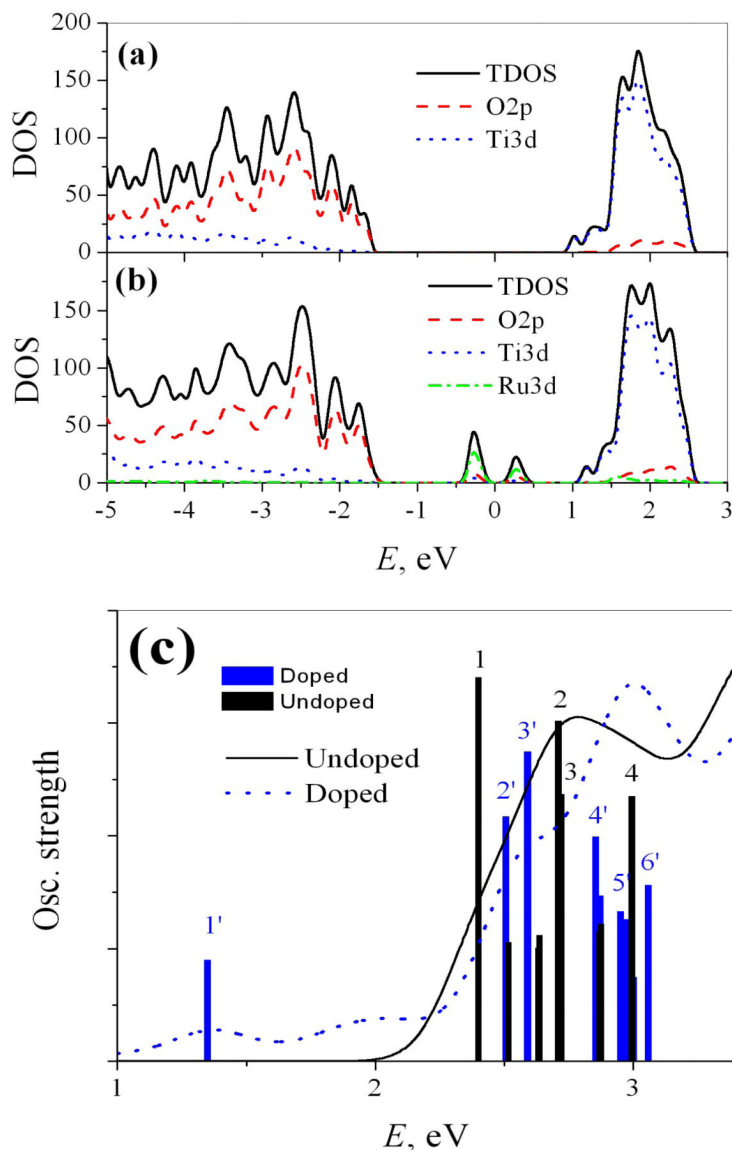 200
(a)
TDOS
150
O2p
DOS
100
Ti3d
50
0
(b)
TDOS
150
O2p
DOS
100
Ti3d
Ru3d
50
0
-5 -4 -3 -2 -1 0 1 2 3
E, eV
(c)
1
Doped
Undoped
2
3'
Undoped
Doped
3
4
2'
4'
Osc. strength
5'
6'
1'
1 2 3
E, eV